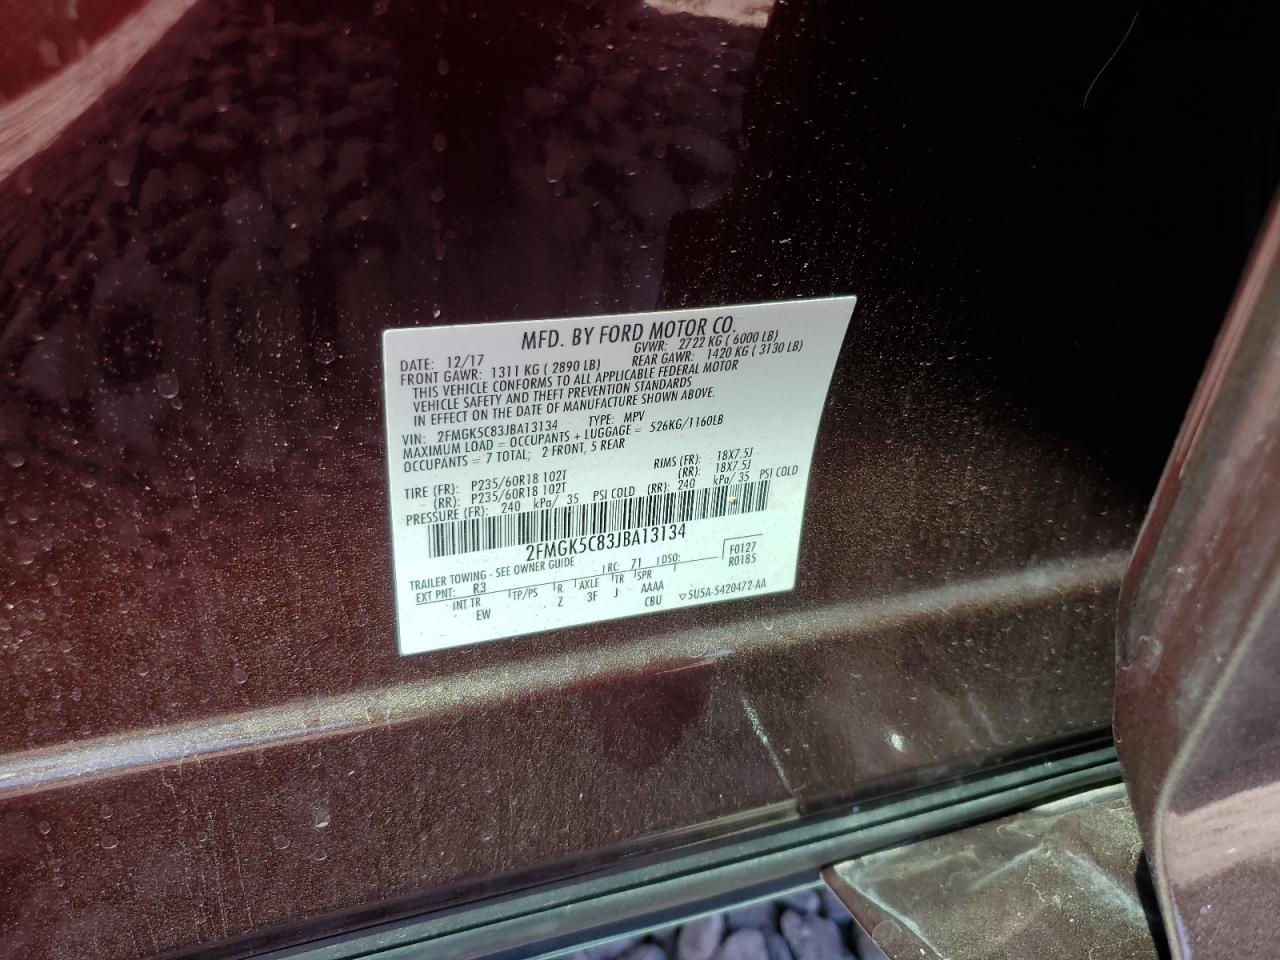 MFD. BY FORD MOTOR CO.
DATE: 12/17 GVWR: 2722 KG ( 6000 LB)
FRONT GAWR: 1311 KG ( 2890 LB) REAR GAWR: 1420 KG ( 3130 LB)
THIS VEHICLE CONFORMS TO ALL APPLICABLE FEDERAL MOTOR
VEHICLE SAFETY AND THEFT PREVENTION STANDARDS
IN EFFECT ON THE DATE OF MANUFACTURE SHOWN ABOVE.
VIN: 2FMGK5C83JBA13134 TYPE: MPV
MAXIMUM LOAD = OCCUPANTS + LUGGAGE = 526KG/1160LB
OCCUPANTS = 7 TOTAL; 2 FRONT, 5 REAR
TIRE (FR): P235/60R18 102T RIMS (FR): 18X7.5J
(RR): P235/60R18 102T (RR): 18X7.5J
PRESSURE (FR): 240 kPa/ 35 PSI COLD (RR): 240 kPa/ 35 PSI COLD
2FMGK5C83JBA13134
TRAILER TOWING - SEE OWNER GUIDE F0127
EXT PNT: R3 RC: 71 DSO: R0185
INT TR TP/PS R AXLE TR SPR
EW Z 3F J AAAA
CBU ▽5U5A-5420472-AA